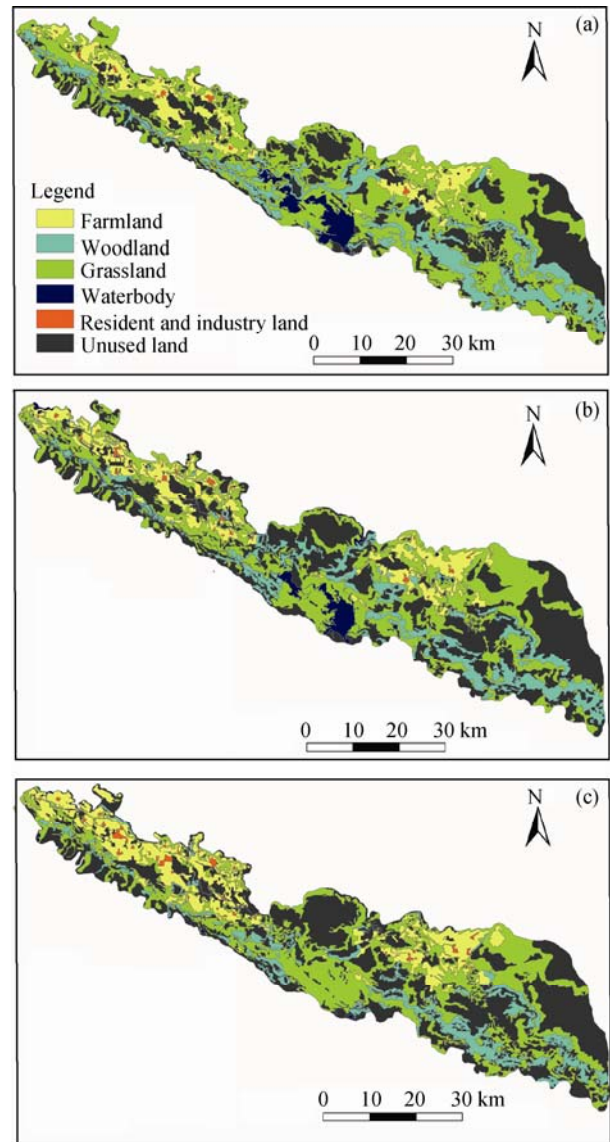 (a)
N
Legend
Farmland
Woodland
Grassland
Waterbody
Resident and industry land
Unused land
0 10 20 30 km
(b)
N
0 10 20 30 km
(c)
N
0 10 20 30 km